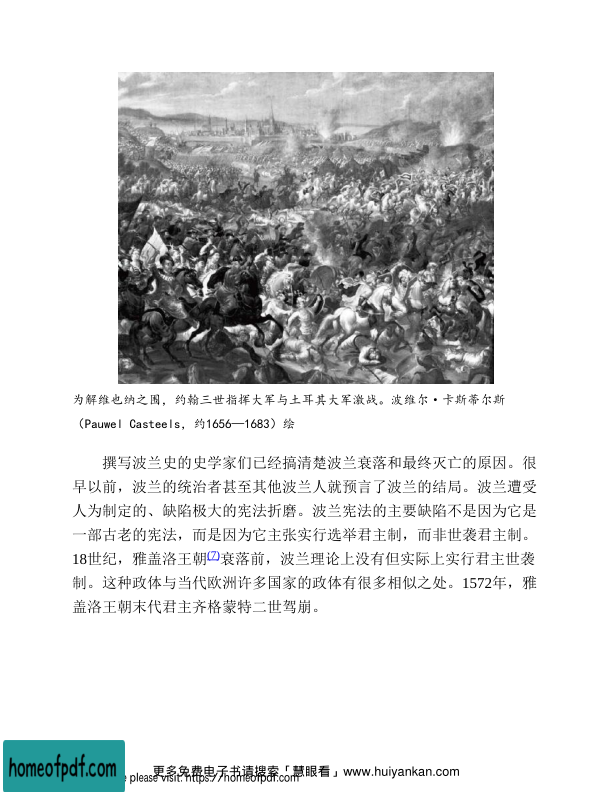 为解维也纳之围，约翰三世指挥大军与土耳其大军激战。波维尔·卡斯蒂尔斯
（Pauwel Casteels，约1656—1683）绘
撰写波兰史的史学家们已经搞清楚波兰衰落和最终灭亡的原因。很
早以前，波兰的统治者甚至其他波兰人就预言了波兰的结局。波兰遭受
人为制定的、缺陷极大的宪法折磨。波兰宪法的主要缺陷不是因为它是
一部古老的宪法，而是因为它主张实行选举君主制，而非世袭君主制。
18世纪，雅盖洛王朝(7)衰落前，波兰理论上没有但实际上实行君主世袭
制。这种政体与当代欧洲许多国家的政体有很多相似之处。1572年，雅
盖洛王朝末代君主齐格蒙特二世驾崩。
更多免费电子书请搜索「慧眼看」www.huiyankan.com
homeofpdf.com
please visit: https://homeofpdf.com